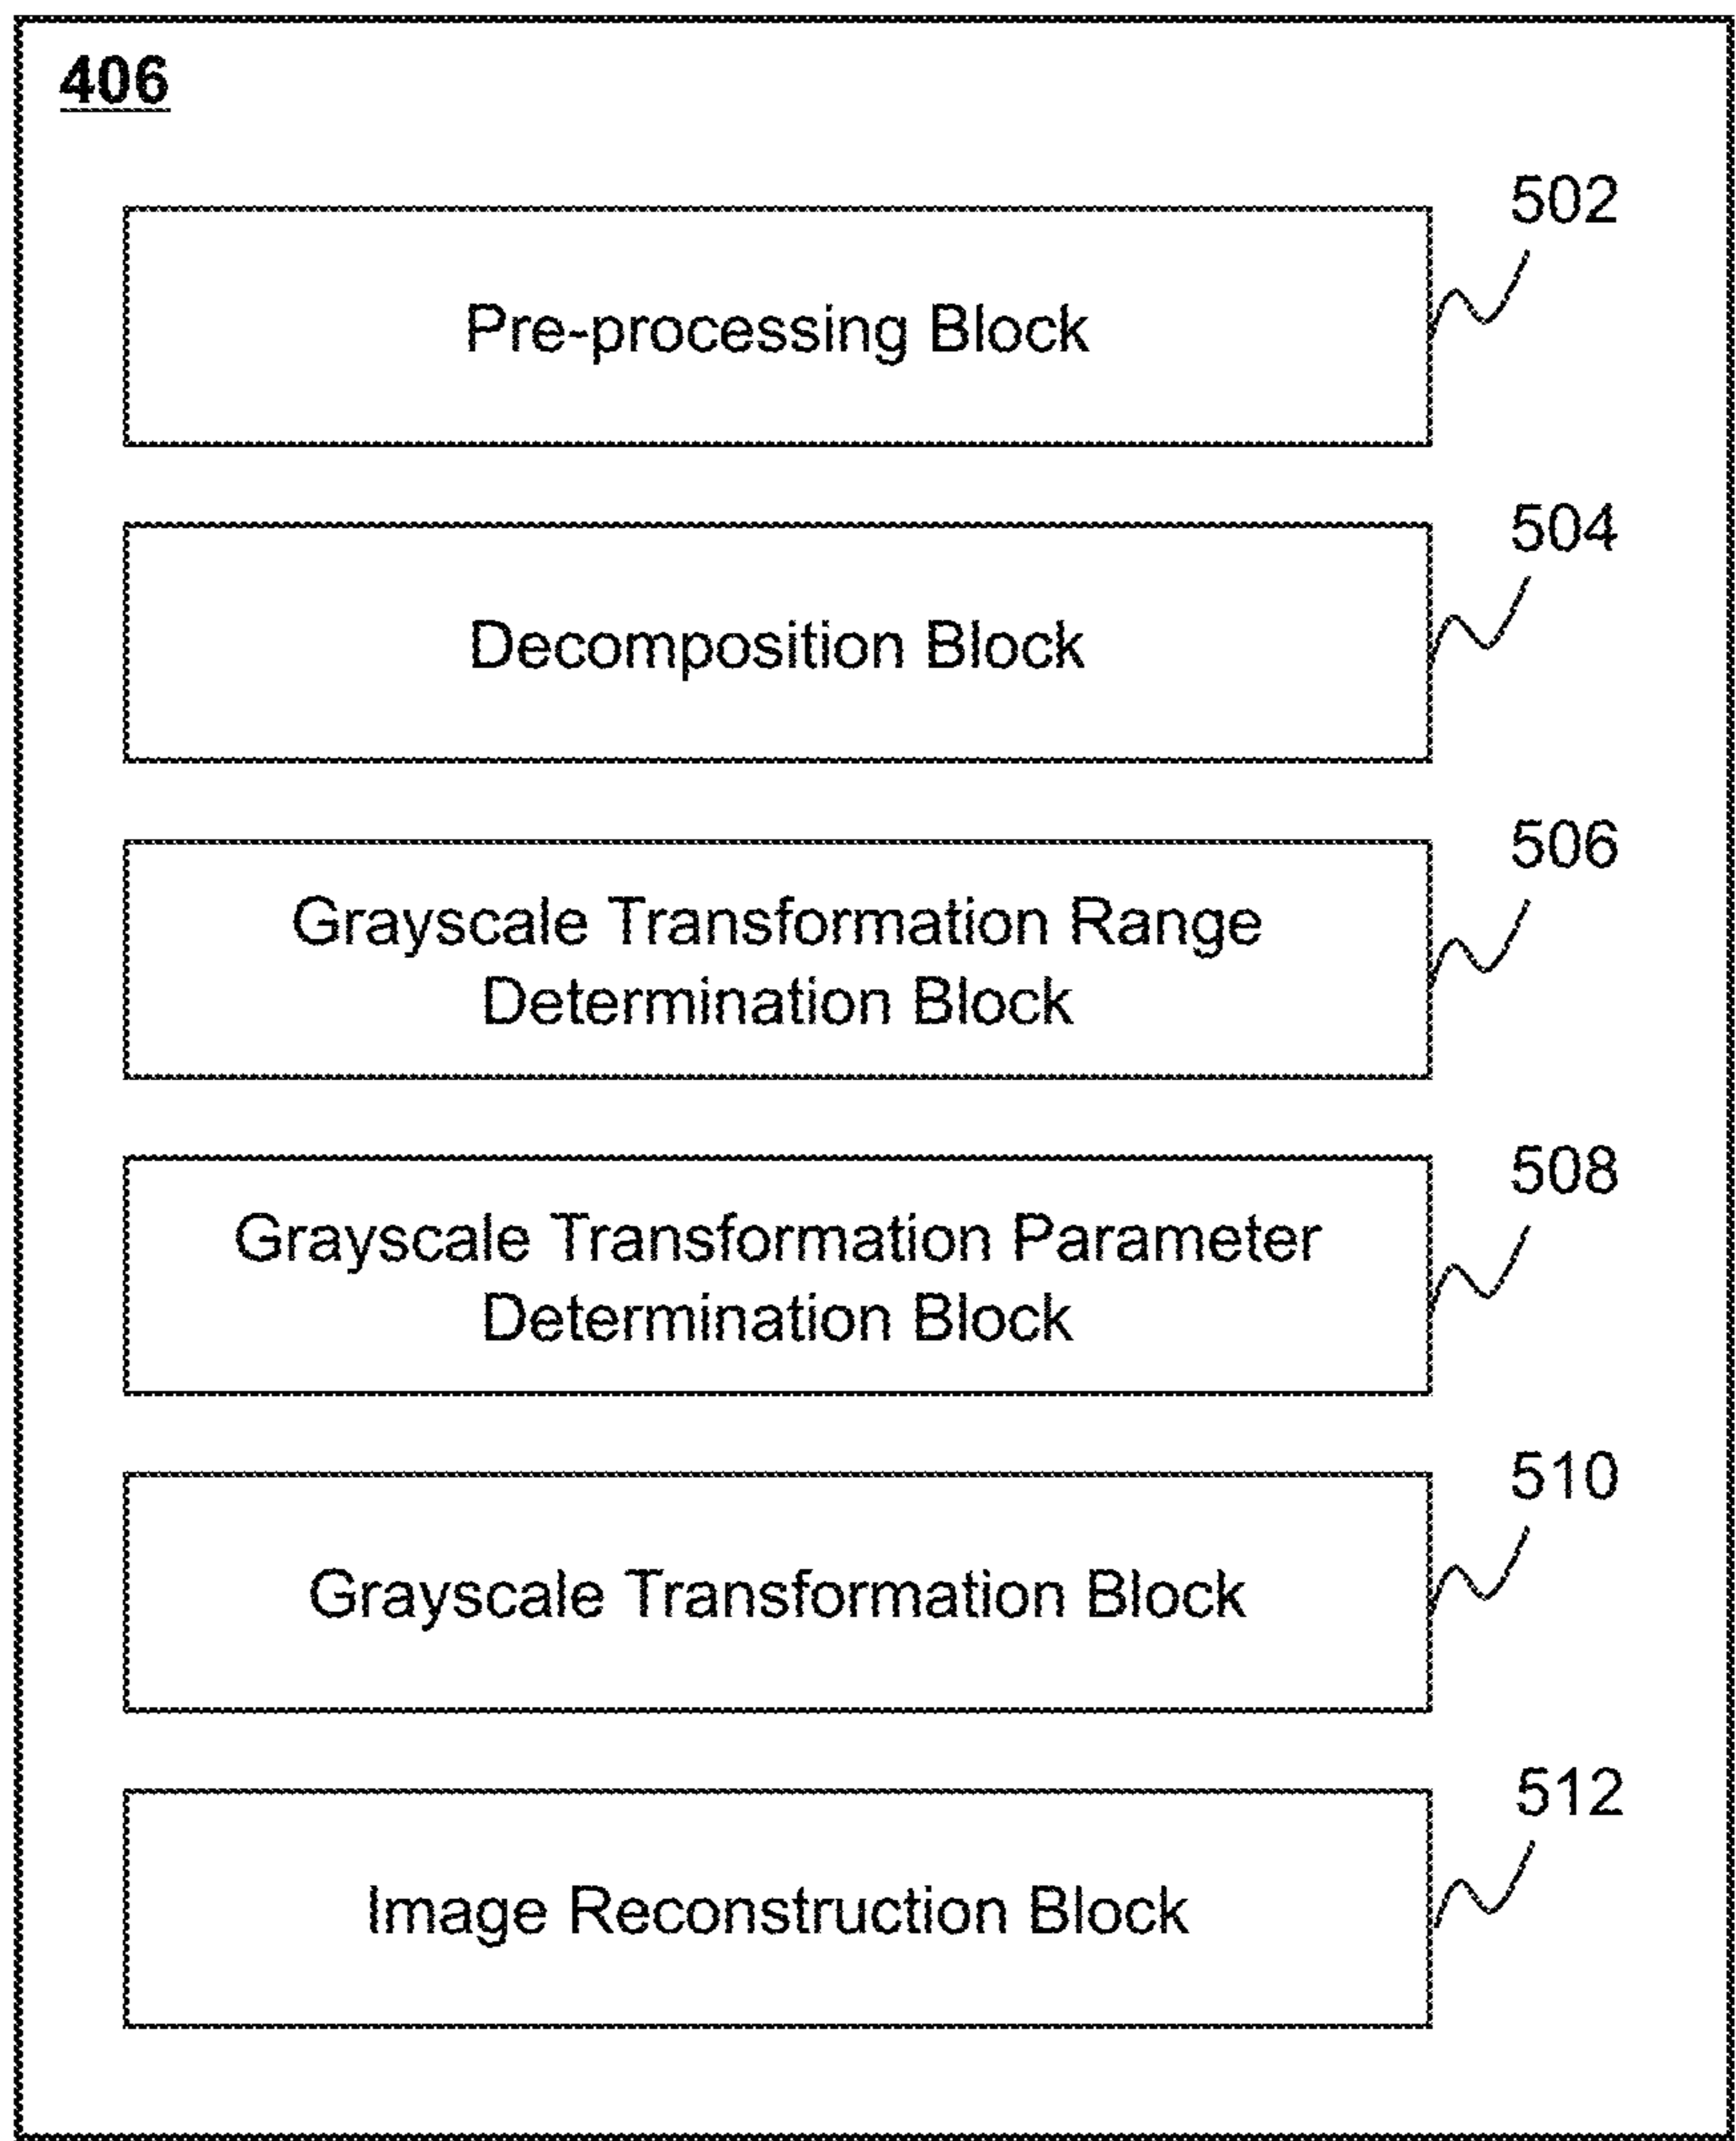 406
502
Pre-processing Block
504
Decomposition Block
506
Grayscale Transformation Range
Determination Block
508
Grayscale Transformation Parameter
Determination Block
510
Grayscale Transformation Block
512
Image Reconstruction Block